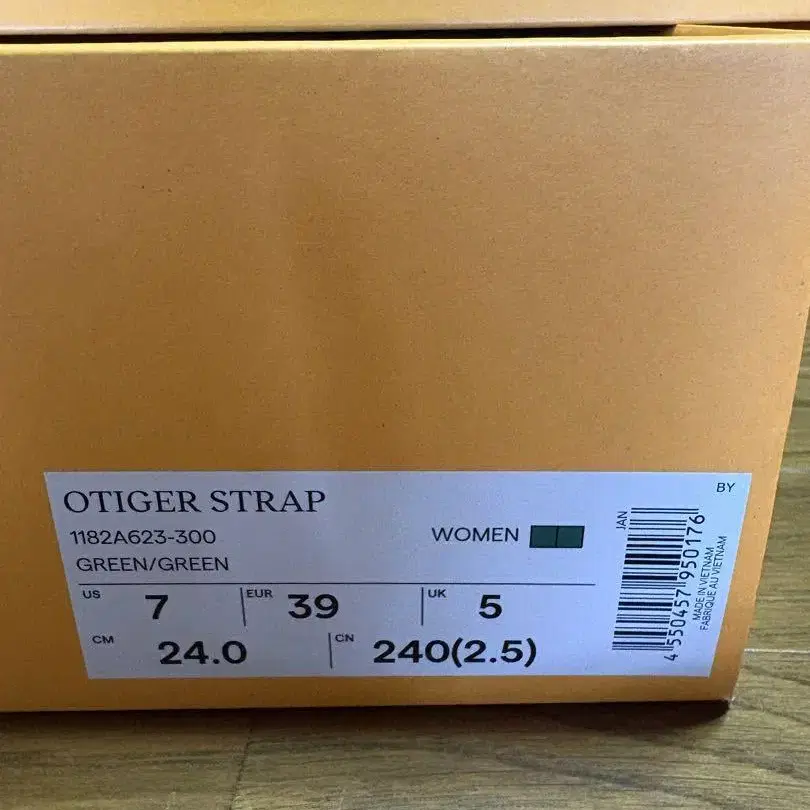 OTIGER STRAP
BY
1182A623-300
WOMEN
GREEN/GREEN
US 7 EUR 39 UK 5
CM 24.0 CN 240(2.5)
JAN
4 550457 950176
MADE IN VIETNAM
FABRIQUE AU VIETNAM